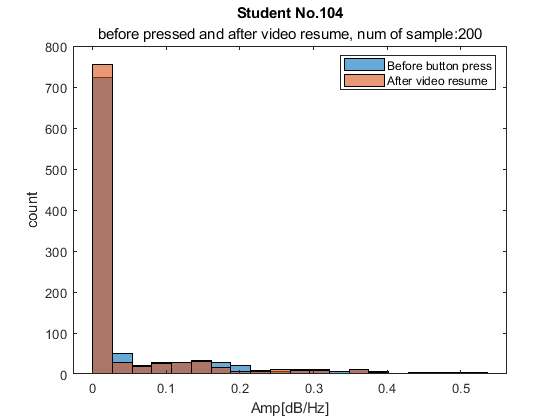 Student No.104
before pressed and after video resume, num of sample:200
800
700
600
500
400
300
200
100
0
count
Before button press
After video resume
0 0.1 0.2 0.3 0.4 0.5
Amp[dB/Hz]